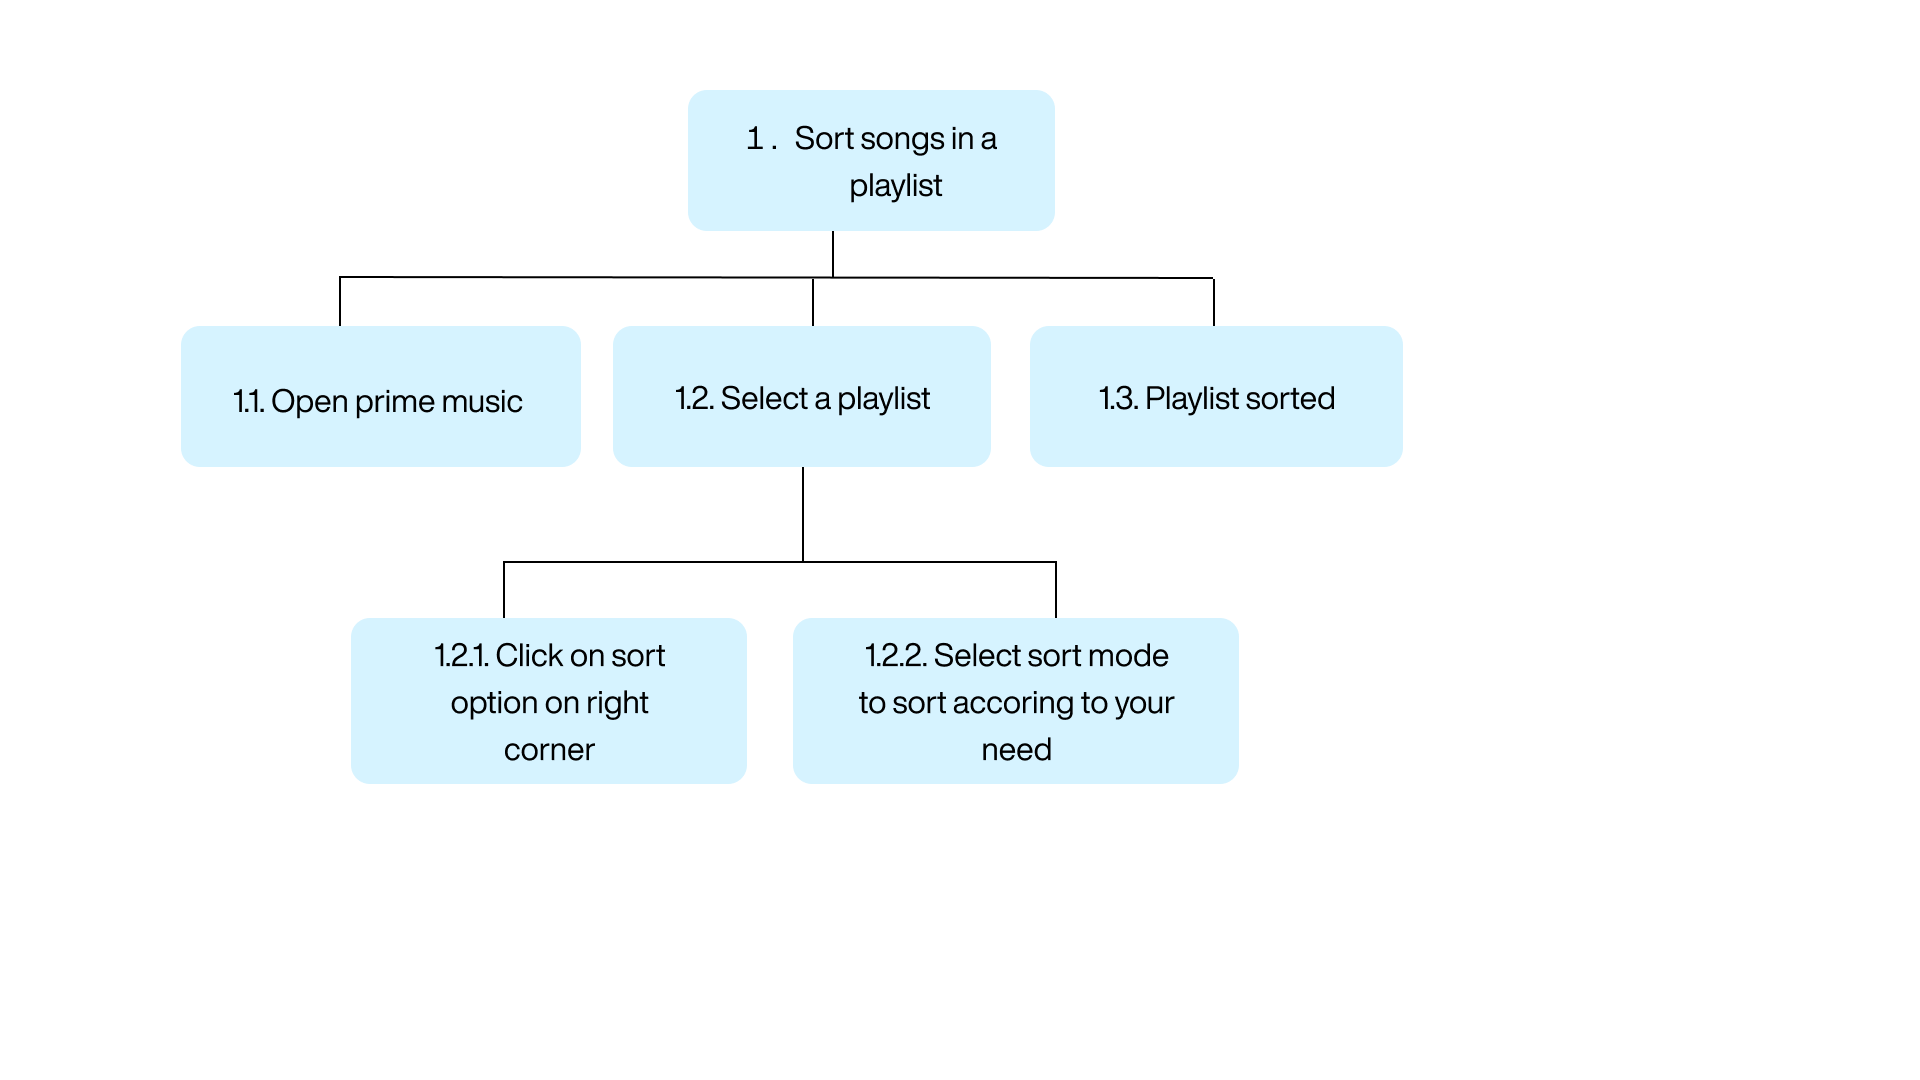 1. Sort songs in a
playlist
1.1. Open prime music
1.2. Select a playlist
1.3. Playlist sorted
1.2.1. Click on sort
option on right
corner
1.2.2. Select sort mode
to sort accoring to your
need